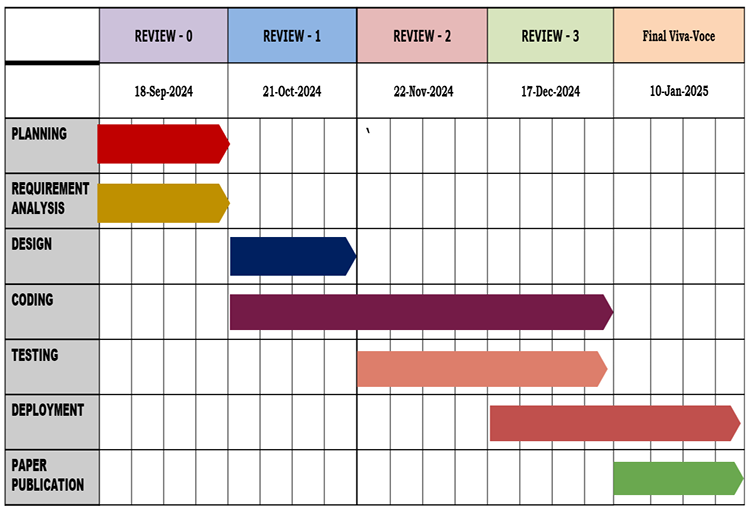 REVIEW - 0
REVIEW - 1
REVIEW - 2
REVIEW - 3
Final Viva-Voce
18-Sep-2024
21-Oct-2024
22-Nov-2024
17-Dec-2024
10-Jan-2025
PLANNING
REQUIREMENT
ANALYSIS
DESIGN
CODING
TESTING
DEPLOYMENT
PAPER
PUBLICATION